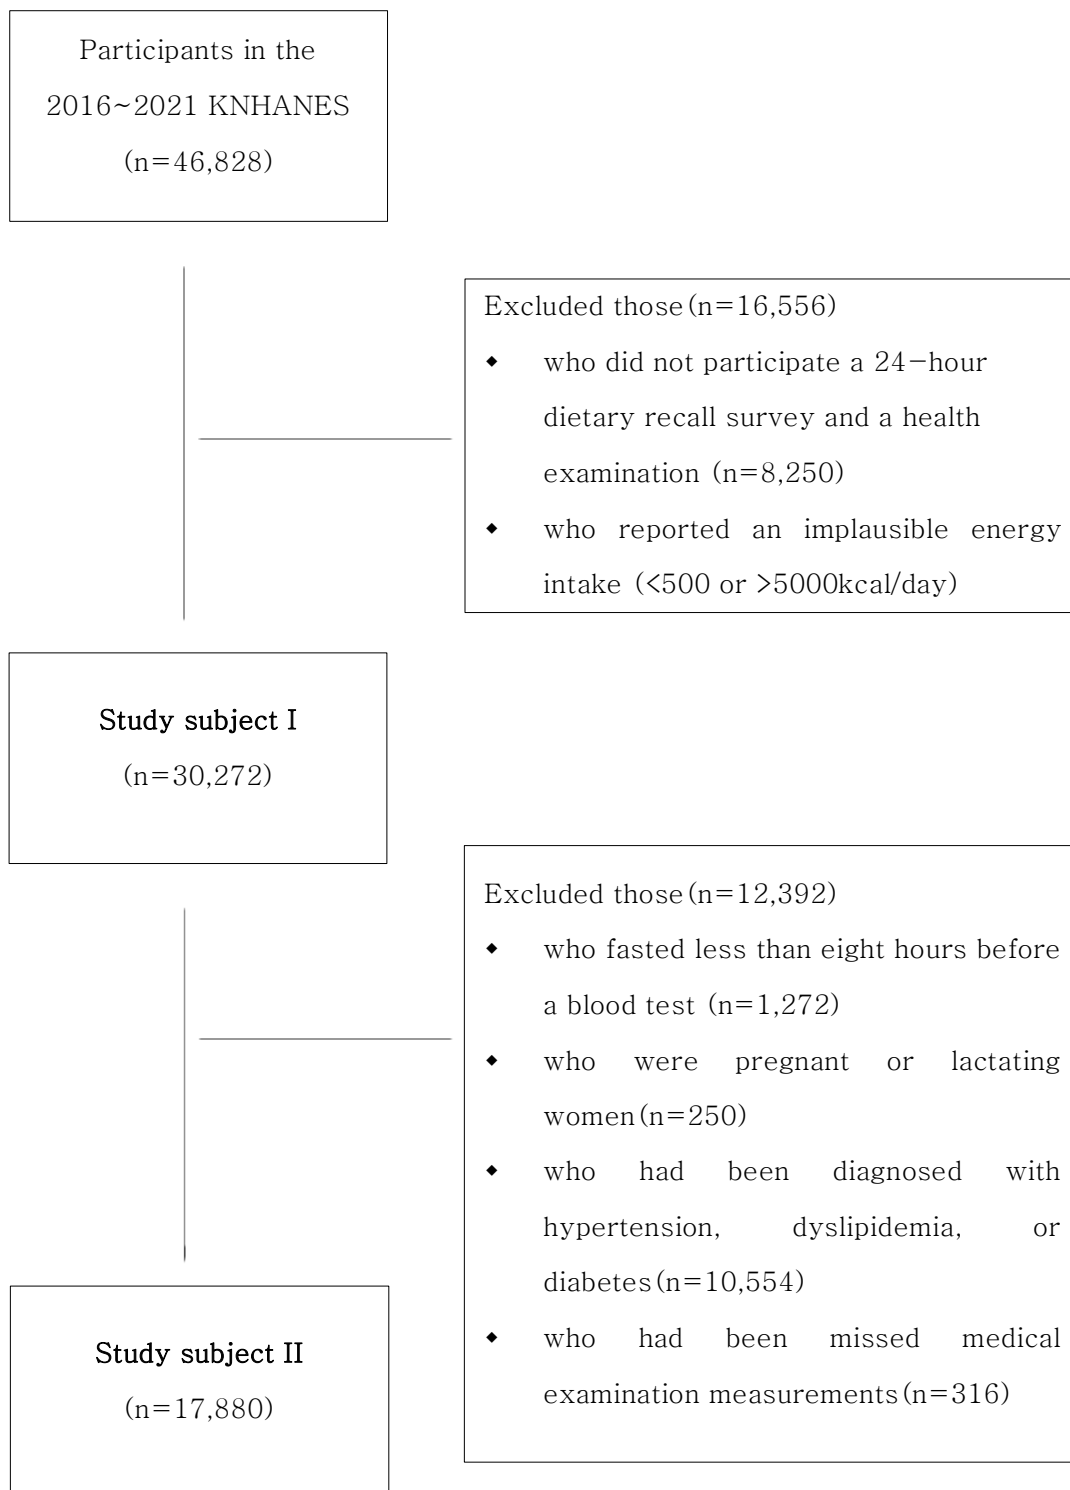 Participants in the
2016~2021 KNHANES
(n=46,828)
Excluded those(n=16,556)
◆ who did not participate a 24-hour
dietary recall survey and a health
examination (n=8,250)
◆ who reported an implausible energy
intake (<500 or >5000kcal/day)
Study subject I
(n=30,272)
Excluded those(n=12,392)
◆ who fasted less than eight hours before
a blood test (n=1,272)
◆ who were pregnant or lactating
women(n=250)
◆ who had been diagnosed with
hypertension, dyslipidemia, or
diabetes(n=10,554)
◆ who had been missed medical
examination measurements(n=316)
Study subject II
(n=17,880)